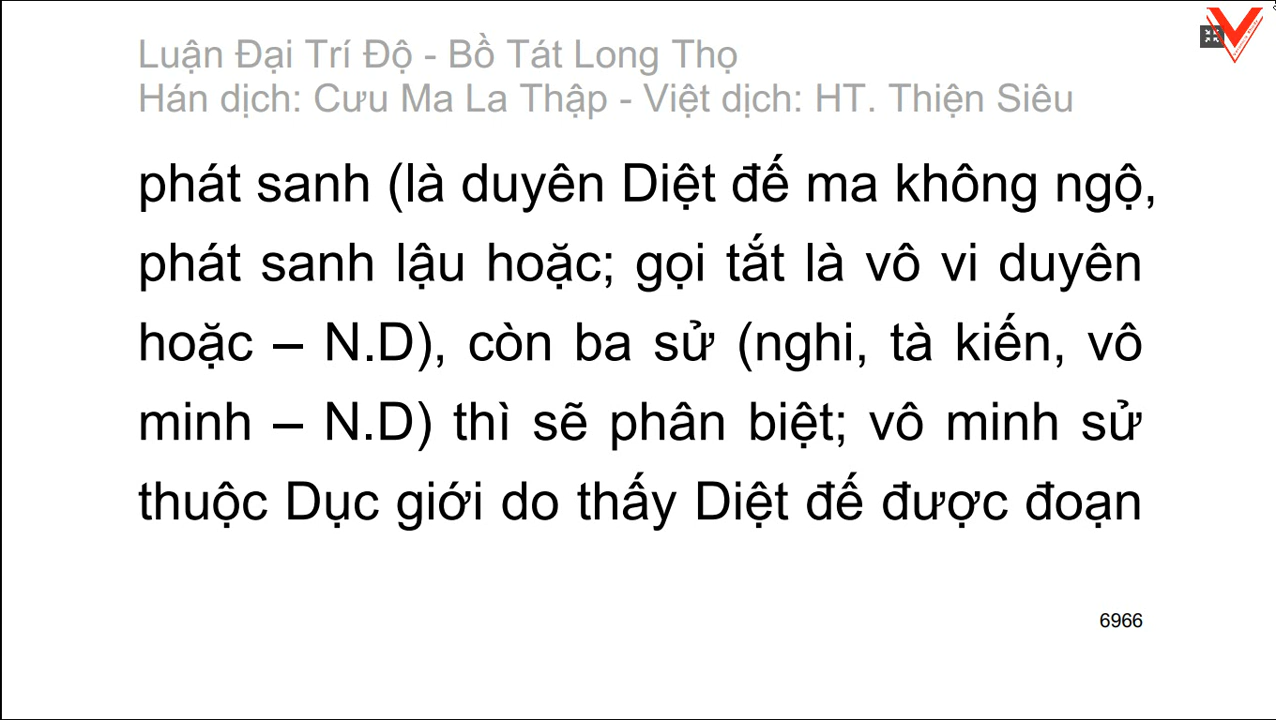 Luận Đại Trí Độ - Bồ Tát Long Thọ
Hán dịch: Cưu Ma La Thập - Việt dịch: HT. Thiện Siêu
phát sanh (là duyên Diệt đế ma không ngộ,
phát sanh lậu hoặc; gọi tắt là vô vi duyên
hoặc – N.D), còn ba sử (nghi, tà kiến, vô
minh – N.D) thì sẽ phân biệt; vô minh sử
thuộc Dục giới do thấy Diệt đế được đoạn
6966